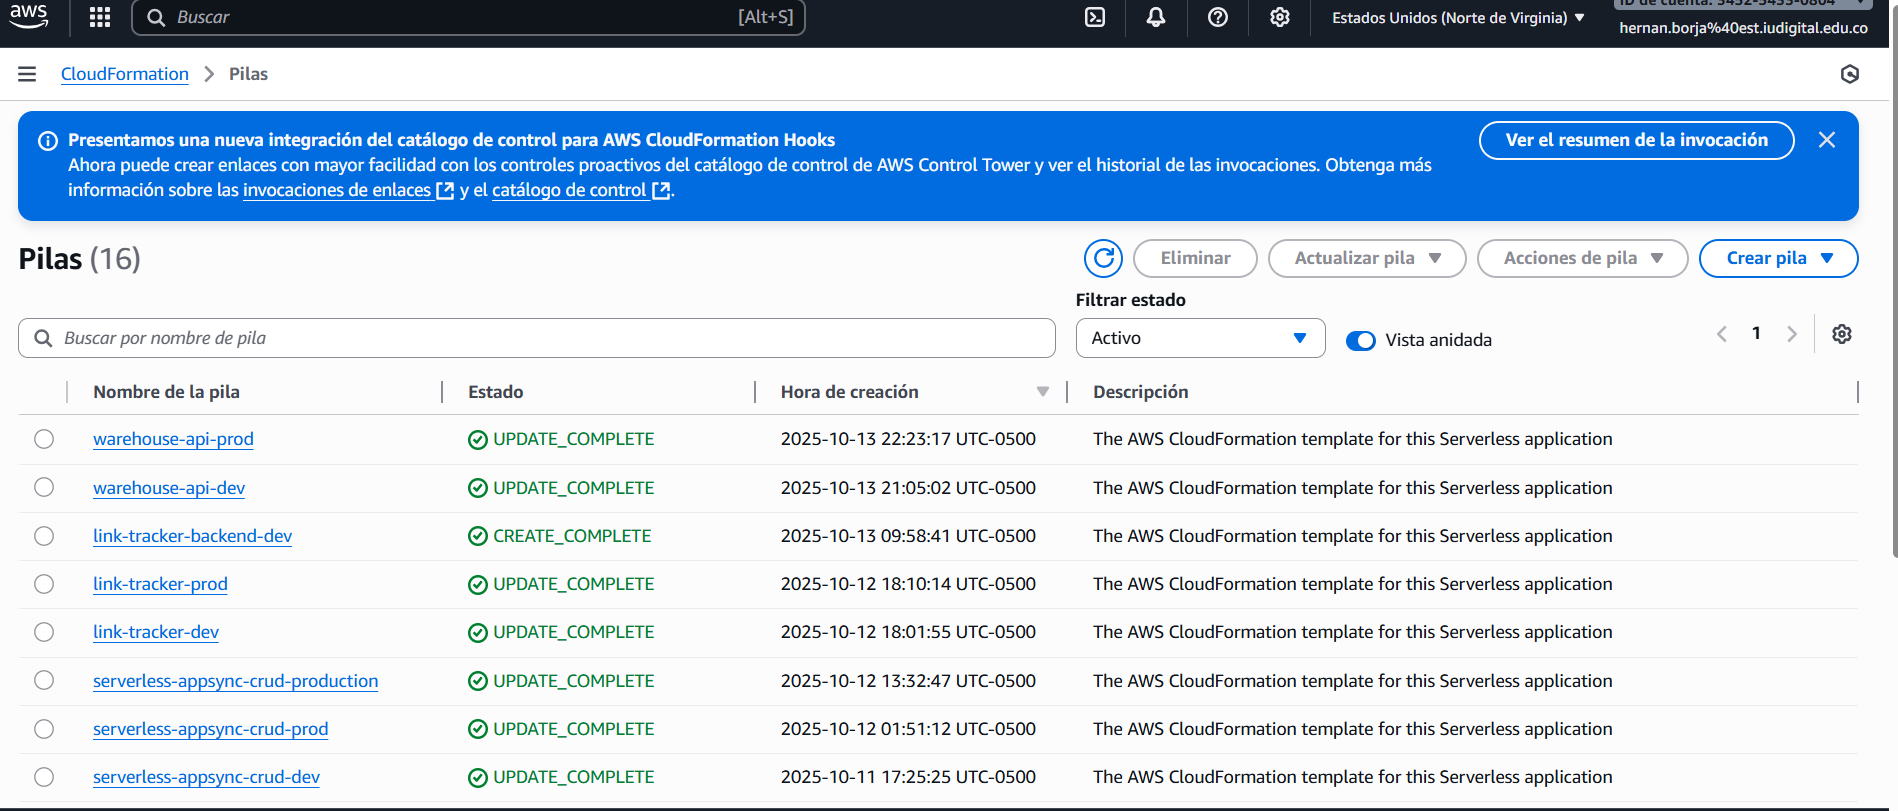 aws
Buscar
[Alt+S]
Estados Unidos (Norte de Virginia)
hernan.borja%40est.iudigital.edu.co
CloudFormation
Pilas
Presentamos una nueva integración del catálogo de control para AWS CloudFormation Hooks
Ahora puede crear enlaces con mayor facilidad con los controles proactivos del catálogo de control de AWS Control Tower y ver el historial de las invocaciones. Obtenga más
información sobre las invocaciones de enlaces y el catálogo de control .
Ver el resumen de la invocación
Pilas (16)
Eliminar
Actualizar pila
Acciones de pila
Crear pila
Filtrar estado
Buscar por nombre de pila
Activo
Vista anidada
1
Nombre de la pila Estado Hora de creación Descripción
warehouse-api-prod UPDATE_COMPLETE 2025-10-13 22:23:17 UTC-0500 The AWS CloudFormation template for this Serverless application
warehouse-api-dev UPDATE_COMPLETE 2025-10-13 21:05:02 UTC-0500 The AWS CloudFormation template for this Serverless application
link-tracker-backend-dev CREATE_COMPLETE 2025-10-13 09:58:41 UTC-0500 The AWS CloudFormation template for this Serverless application
link-tracker-prod UPDATE_COMPLETE 2025-10-12 18:10:14 UTC-0500 The AWS CloudFormation template for this Serverless application
link-tracker-dev UPDATE_COMPLETE 2025-10-12 18:01:55 UTC-0500 The AWS CloudFormation template for this Serverless application
serverless-appsync-crud-production UPDATE_COMPLETE 2025-10-12 13:32:47 UTC-0500 The AWS CloudFormation template for this Serverless application
serverless-appsync-crud-prod UPDATE_COMPLETE 2025-10-12 01:51:12 UTC-0500 The AWS CloudFormation template for this Serverless application
serverless-appsync-crud-dev UPDATE_COMPLETE 2025-10-11 17:25:25 UTC-0500 The AWS CloudFormation template for this Serverless application